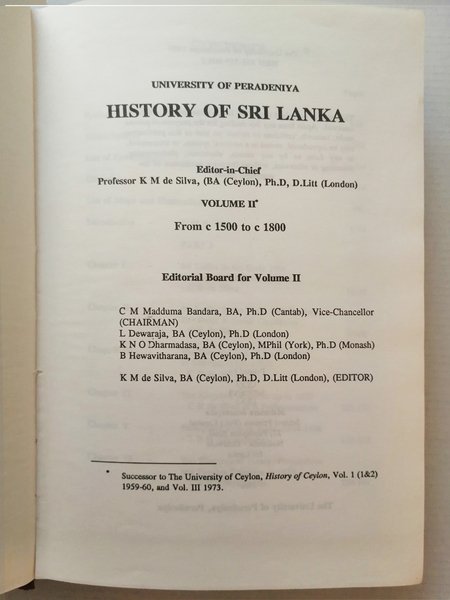 UNIVERSITY OF PERADENIYA
HISTORY OF SRI LANKA
Editor-in-Chief
Professor K M de Silva, (BA (Ceylon), Ph.D, D.Litt (London)
VOLUME II*
From c 1500 to c 1800
Editorial Board for Volume II
C M Madduma Bandara, BA, Ph.D (Cantab), Vice-Chancellor
(CHAIRMAN)
L Dewaraja, BA (Ceylon), Ph.D (London)
K N O Dharmadasa, BA (Ceylon), MPhil (York), Ph.D (Monash)
B Hewavitharana, BA (Ceylon), Ph.D (London)
K M de Silva, BA (Ceylon), Ph.D, D.Litt (London), (EDITOR)
* Successor to The University of Ceylon, History of Ceylon, Vol. 1 (1&2)
1959-60, and Vol. III 1973.